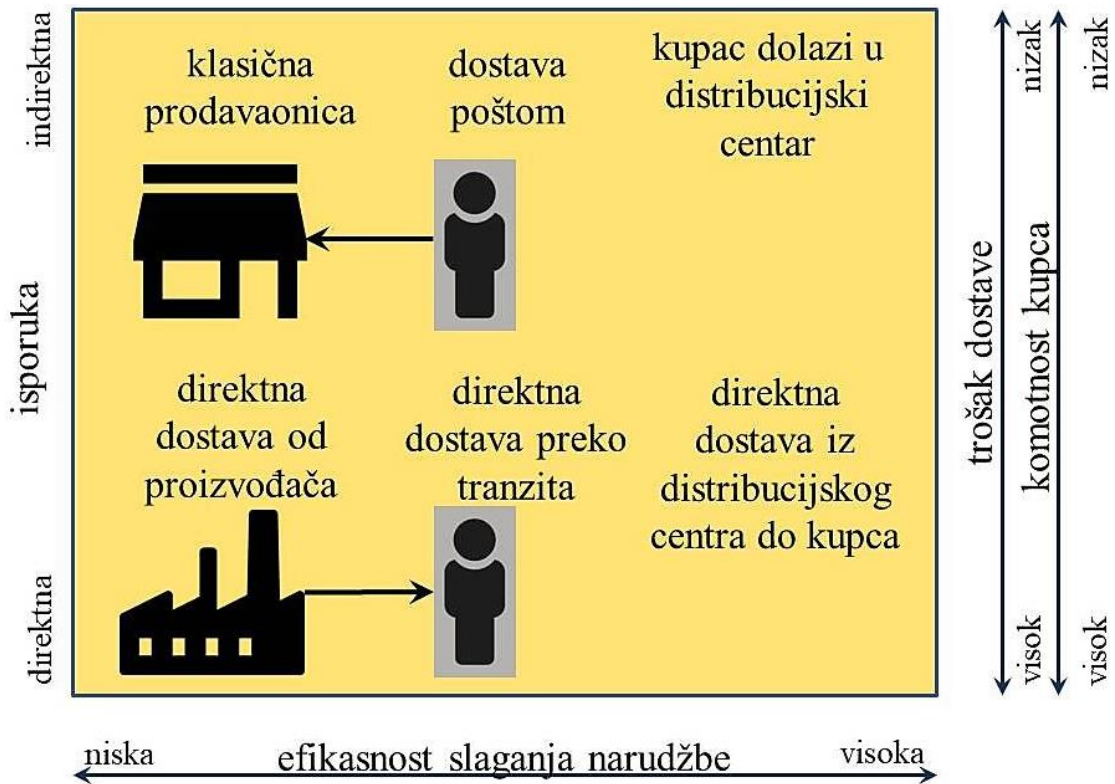 indirektna
isporuka
direktna
klasična
prodavaonica
dostava
poštom
kupac dolazi u
distribucijski
centar
direktna
dostava od
proizvođača
direktna
dostava preko
tranzita
direktna
dostava iz
distribucijskog
centra do kupca
nizak
trošak dostave
visok
nizak
komotnost kupca
visok
niska
efikasnost slaganja narudžbe
visoka